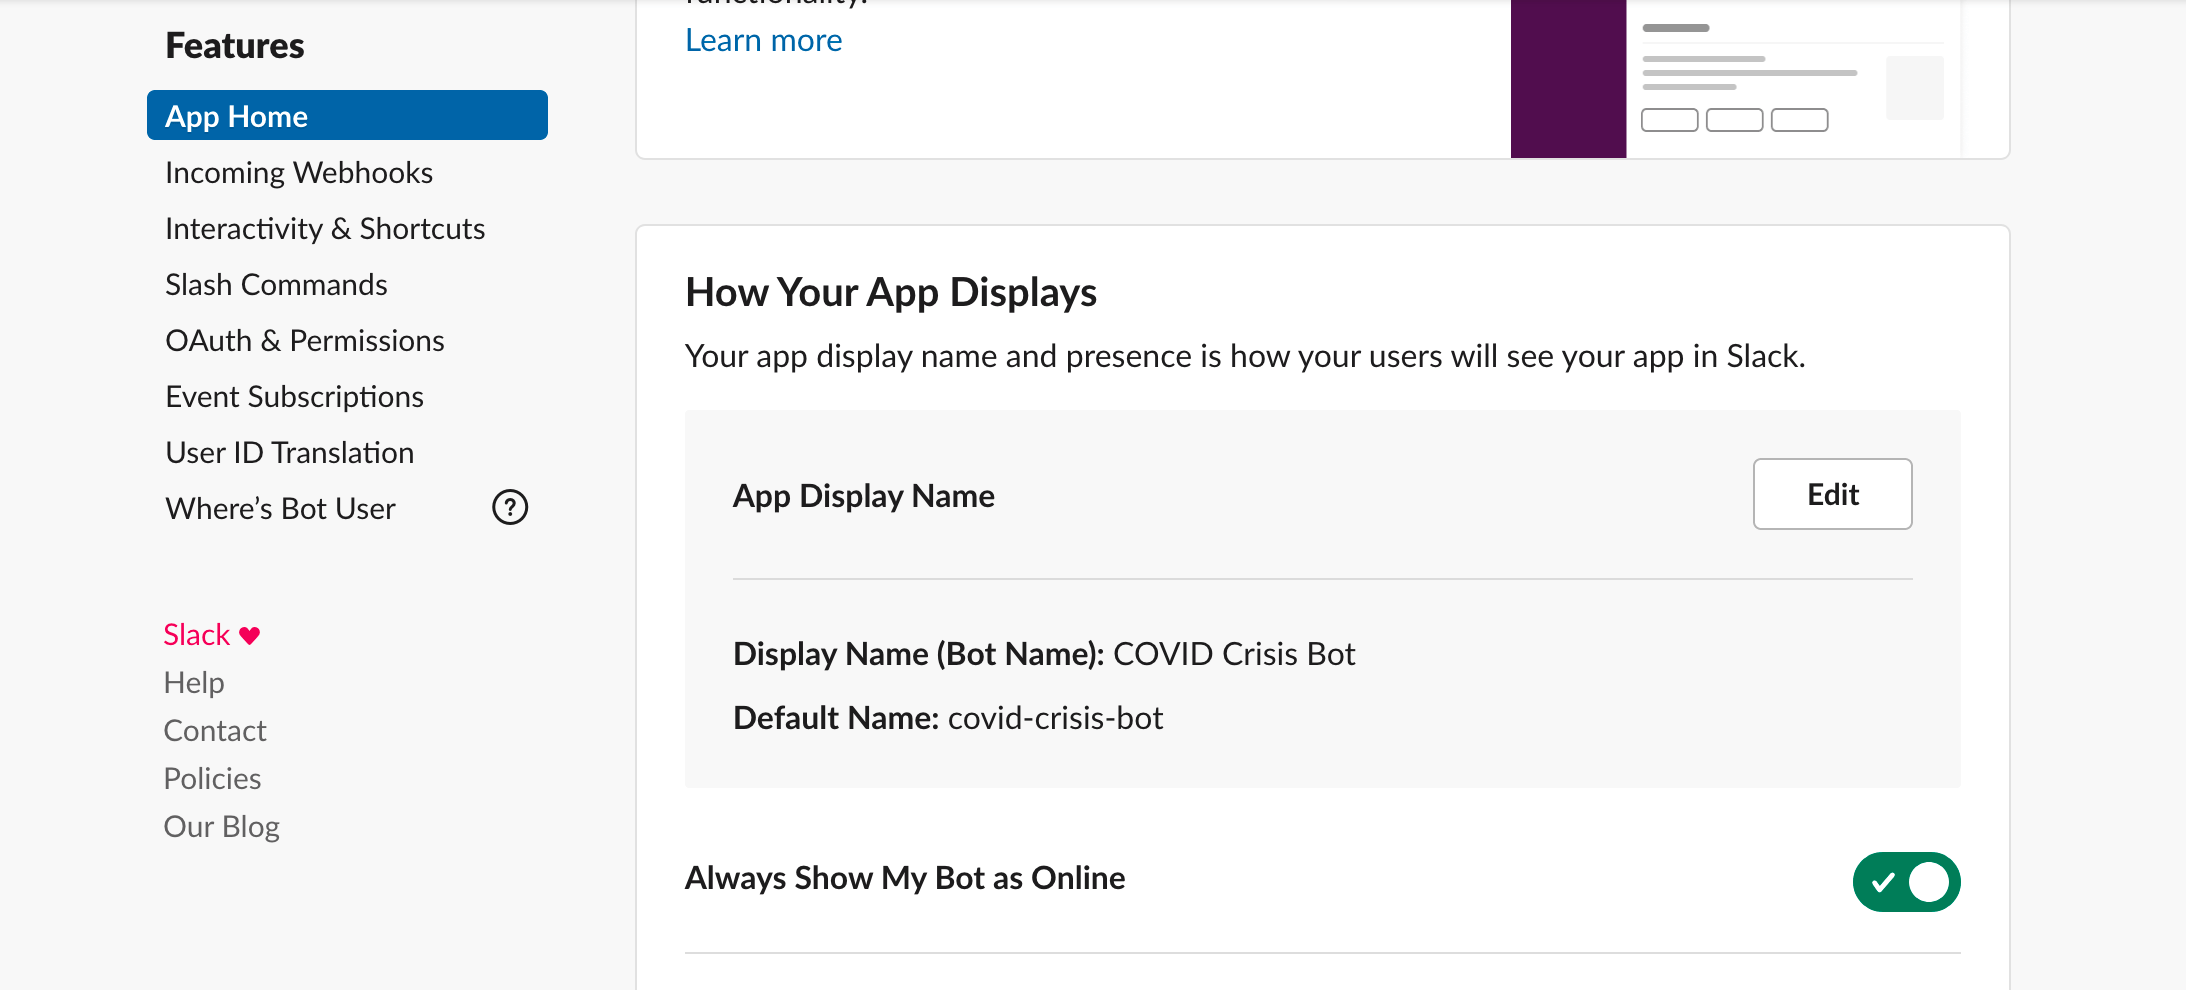 Features
App Home
Incoming Webhooks
Interactivity & Shortcuts
Slash Commands
OAuth & Permissions
Event Subscriptions
User ID Translation
Where’s Bot User
?
Slack ♥
Help
Contact
Policies
Our Blog
functionality.
Learn more
How Your App Displays
Your app display name and presence is how your users will see your app in Slack.
App Display Name
Edit
Display Name (Bot Name): COVID Crisis Bot
Default Name: covid-crisis-bot
Always Show My Bot as Online